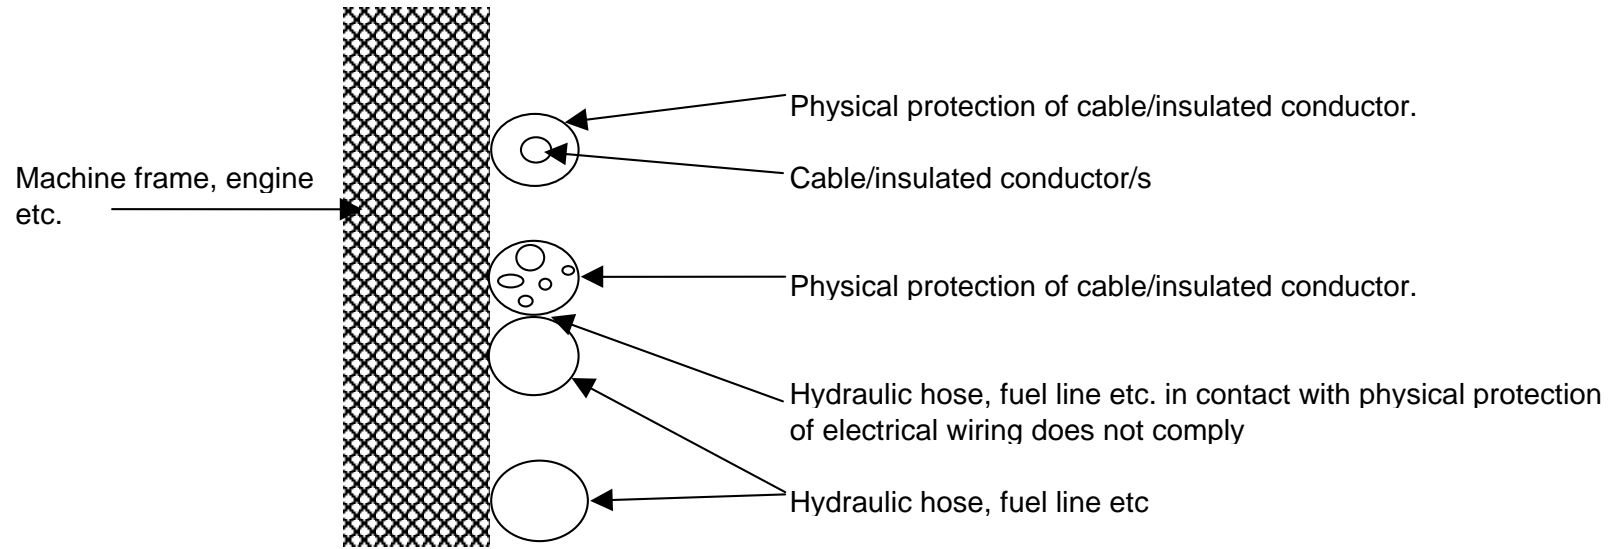 Physical protection of cable/insulated conductor.
Machine frame, engine
etc.
Cable/insulated conductor/s
Physical protection of cable/insulated conductor.
Hydraulic hose, fuel line etc. in contact with physical protection
of electrical wiring does not comply
Hydraulic hose, fuel line etc